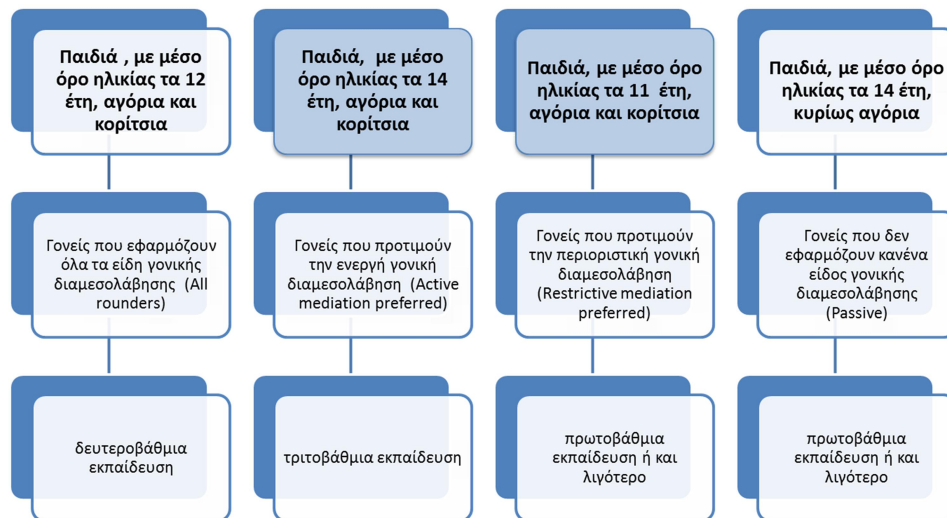 Παιδιά , με μέσο
όρο ηλικίας τα 12
έτη, αγόρια και
κορίτσια
Παιδιά, με μέσο
όρο ηλικίας τα 14
έτη, αγόρια και
κορίτσια
Παιδιά, με μέσο όρο
ηλικίας τα 11 έτη,
αγόρια και κορίτσια
Παιδιά, με μέσο όρο
ηλικίας τα 14 έτη,
κυρίως αγόρια
Γονείς που εφαρμόζουν
όλα τα είδη γονικής
διαμεσολάβησης (All
rounders)
Γονείς που προτιμούν
την ενεργή γονική
διαμεσολάβηση (Active
mediation preferred)
Γονείς που προτιμούν
την περιοριστική γονική
διαμεσολάβηση
(Restrictive mediation
preferred)
Γονείς που δεν
εφαρμόζουν κανένα
είδος γονικής
διαμεσολάβησης
(Passive)
δευτεροβάθμια
εκπαίδευση
τριτοβάθμια εκπαίδευση
πρωτοβάθμια
εκπαίδευση ή και
λιγότερο
πρωτοβάθμια
εκπαίδευση ή και
λιγότερο